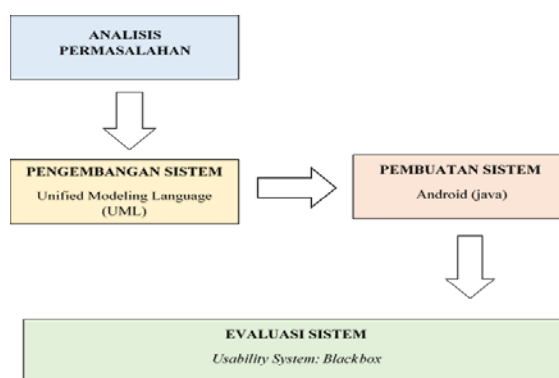 ANALISIS
PERMASALAHAN
PENGEMBANGAN SISTEM
Unified Modeling Language
(UML)
PEMBUATAN SISTEM
Android (java)
EVALUASI SISTEM
Usability System: Blackbox